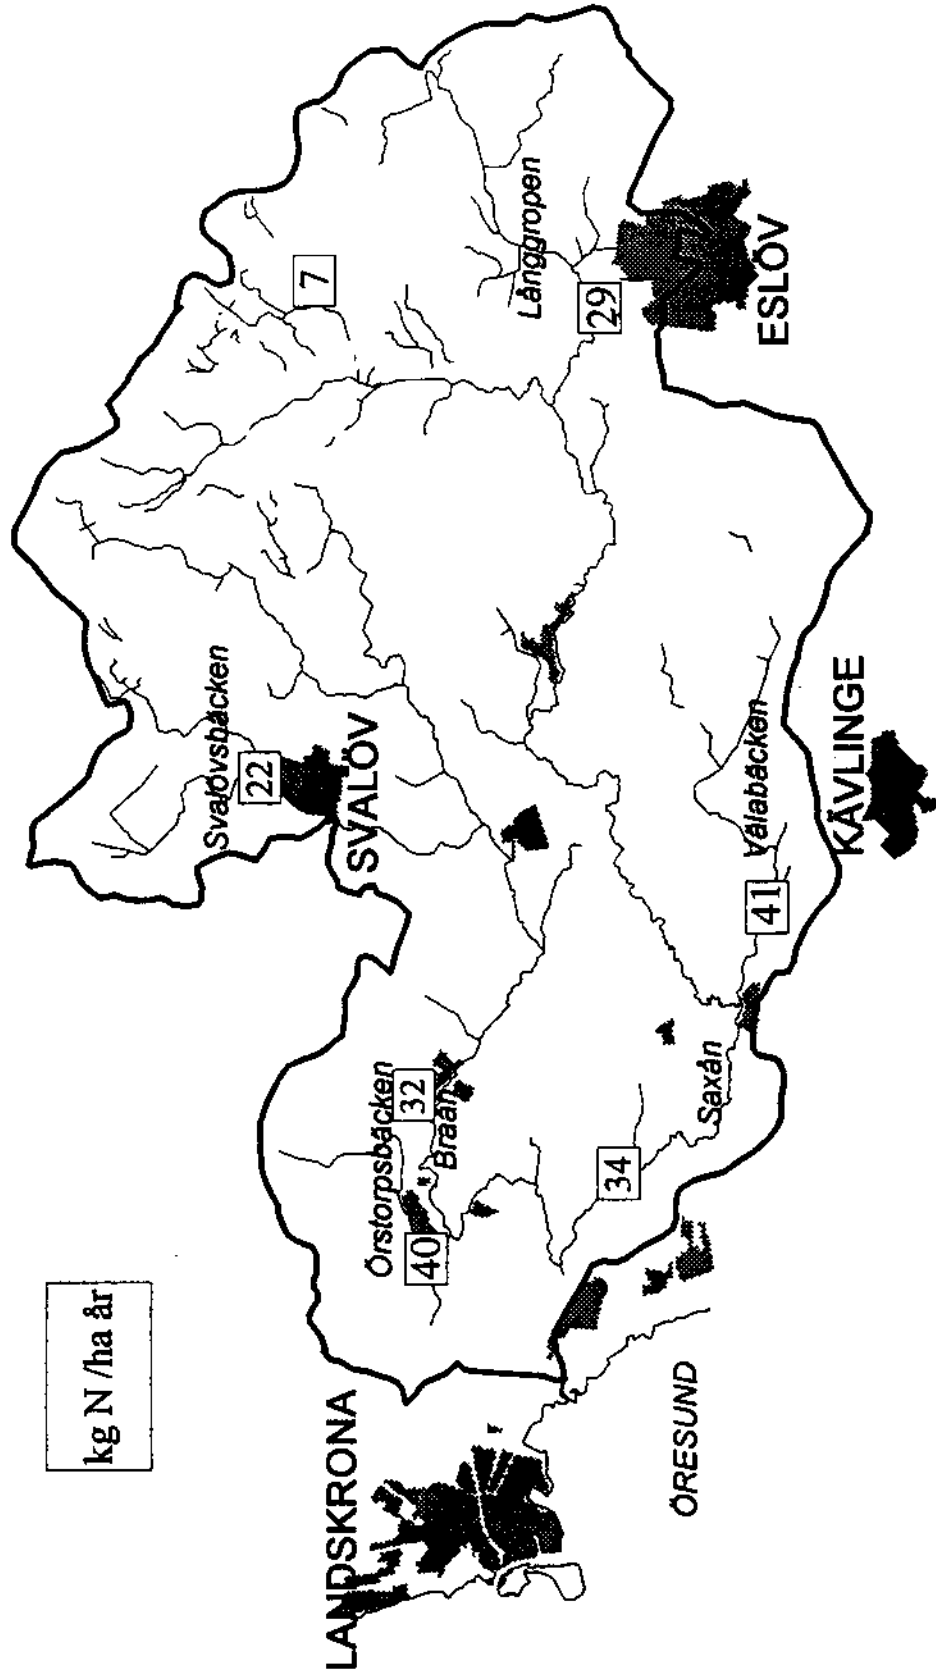 kg N /ha år
LANDSKRONA
ÖRESUND
Örstorpsbäcken
40
32
Braån
34
Saxån
Svalövsbäcken
22
SVALÖV
41
Välabäcken
KÄVLINGE
7
Långgropen
29
ESLÖV